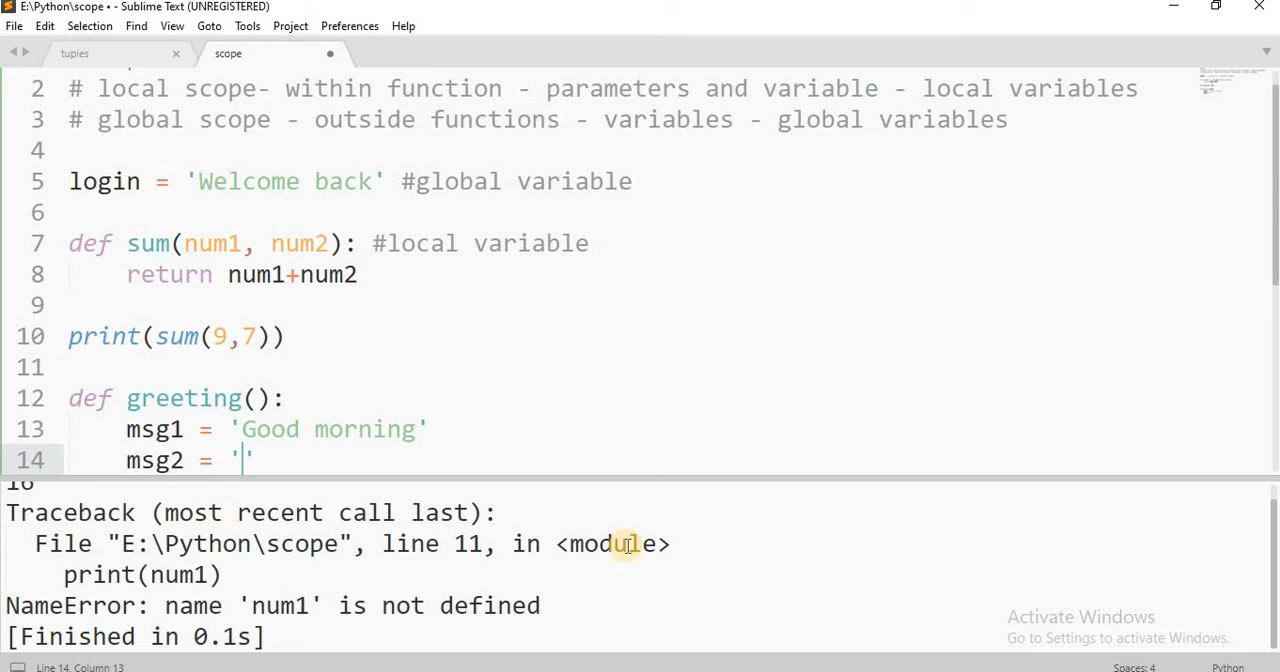 E:\Python\scope • - Sublime Text (UNREGISTERED)
File Edit Selection Find View Goto Tools Project Preferences Help
tuples scope
2 # local scope- within function - parameters and variable - local variables
3 # global scope - outside functions - variables - global variables
4
5 login = 'Welcome back' #global variable
6
7 def sum(num1, num2): #local variable
8 return num1+num2
9
10 print(sum(9,7))
11
12 def greeting():
13 msg1 = 'Good morning'
14 msg2 = ''
16
Traceback (most recent call last):
File "E:\Python\scope", line 11, in <module>
print(num1)
NameError: name 'num1' is not defined
[Finished in 0.1s]
Activate Windows
Go to Settings to activate Windows.
Line 14, Column 13 Spaces: 4 Python